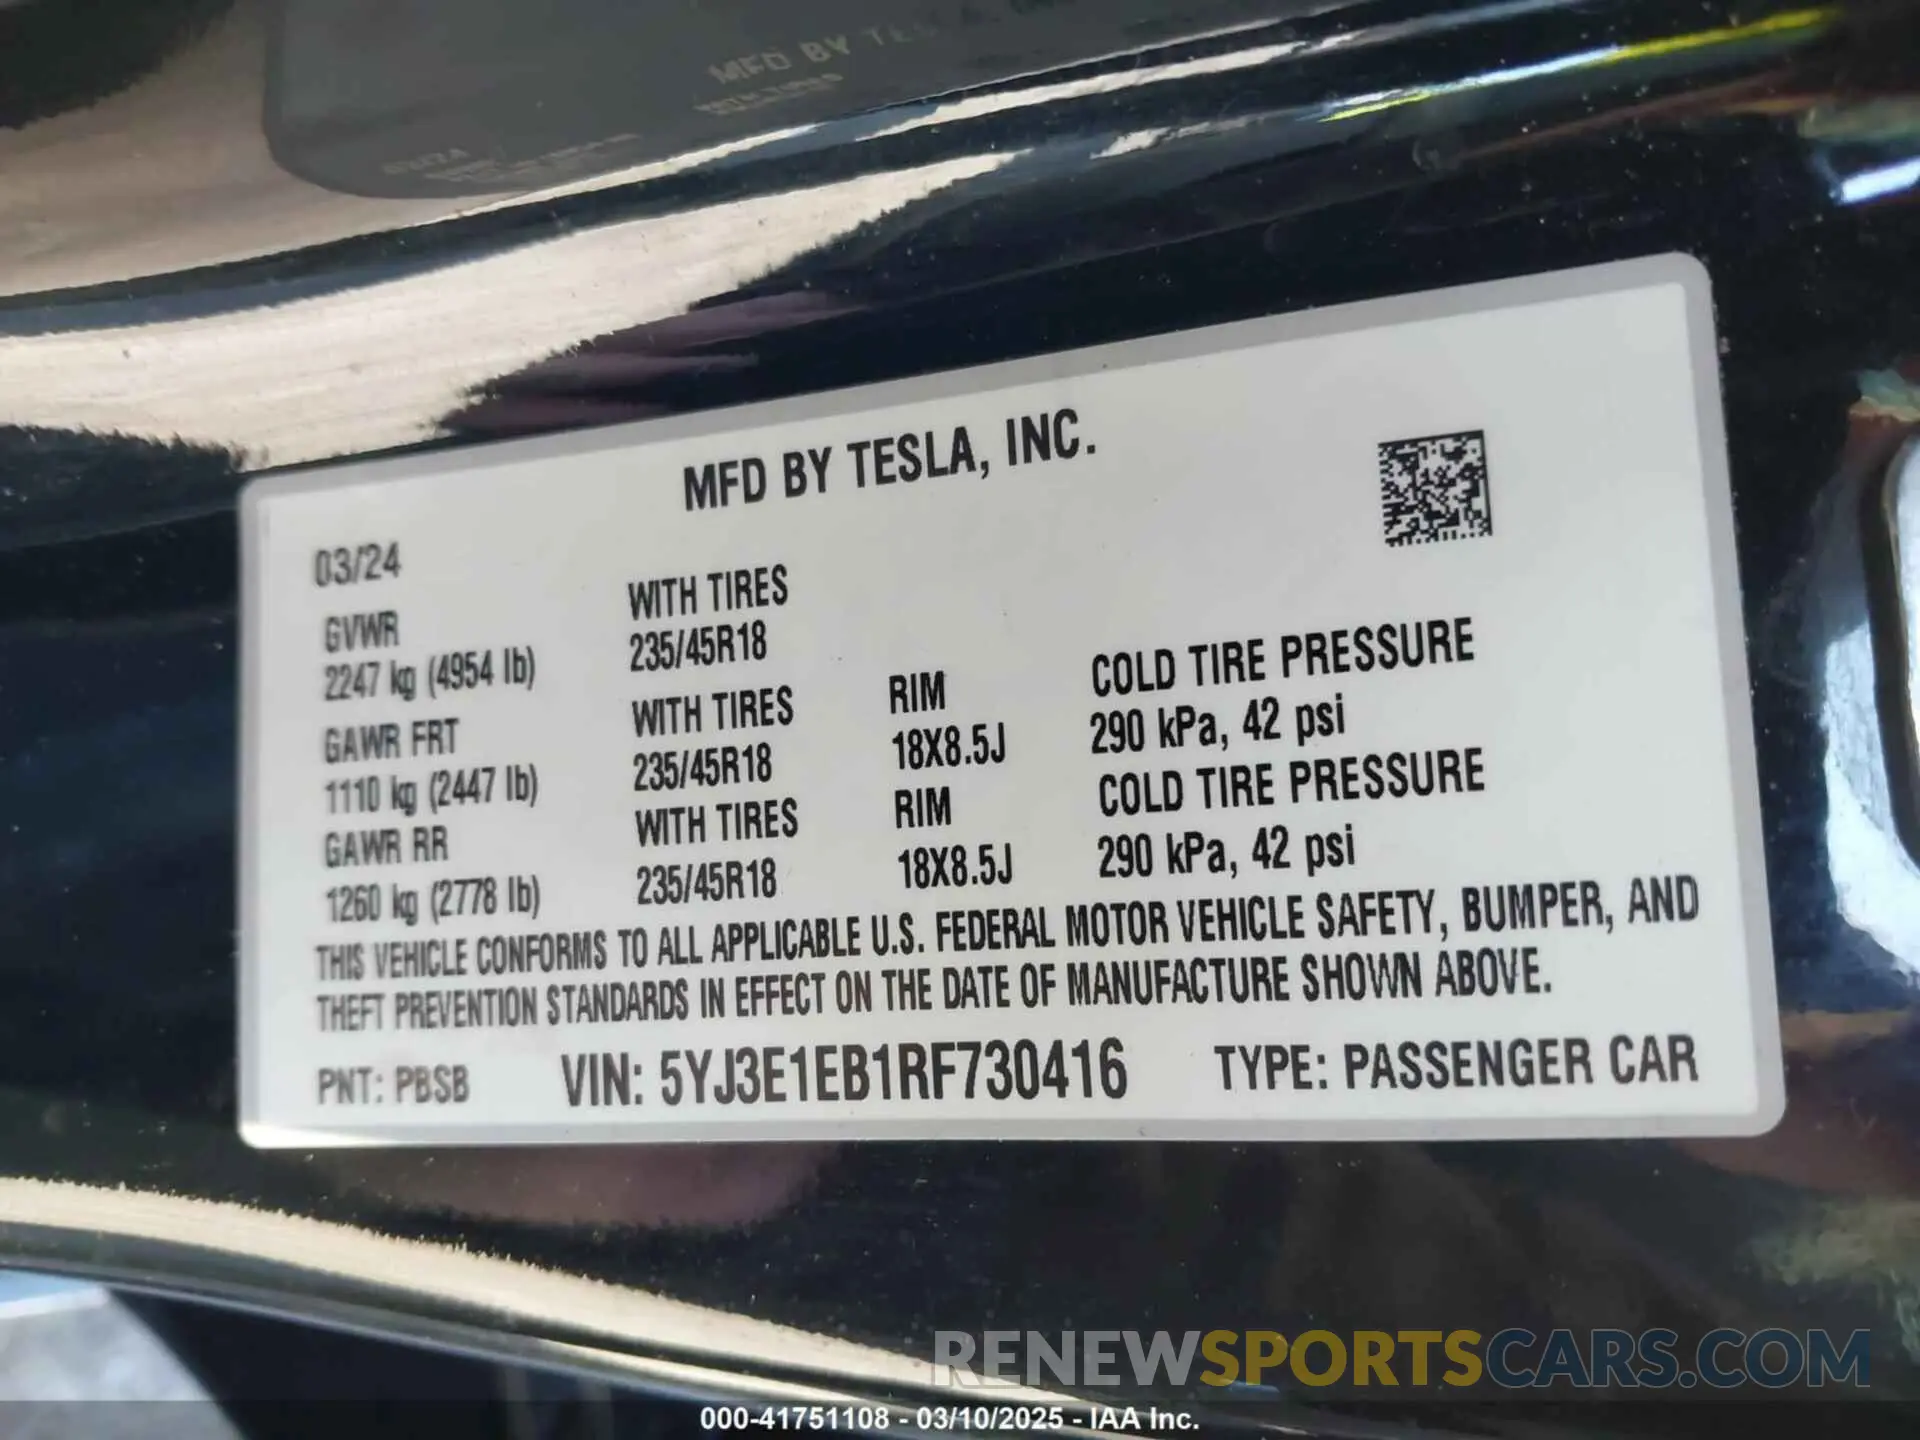 MFD BY TESLA, INC.
03/24
GVWR WITH TIRES
2247 kg (4954 lb) 235/45R18
GAWR FRT WITH TIRES RIM COLD TIRE PRESSURE
1110 kg (2447 lb) 235/45R18 18X8.5J 290 kPa, 42 psi
GAWR RR WITH TIRES RIM COLD TIRE PRESSURE
1260 kg (2778 lb) 235/45R18 18X8.5J 290 kPa, 42 psi
THIS VEHICLE CONFORMS TO ALL APPLICABLE U.S. FEDERAL MOTOR VEHICLE SAFETY, BUMPER, AND
THEFT PREVENTION STANDARDS IN EFFECT ON THE DATE OF MANUFACTURE SHOWN ABOVE.
PNT: PBSB VIN: 5YJ3E1EB1RF730416 TYPE: PASSENGER CAR
RENEWSPORTSCARS.COM
000-41751108 - 03/10/2025 - IAA Inc.